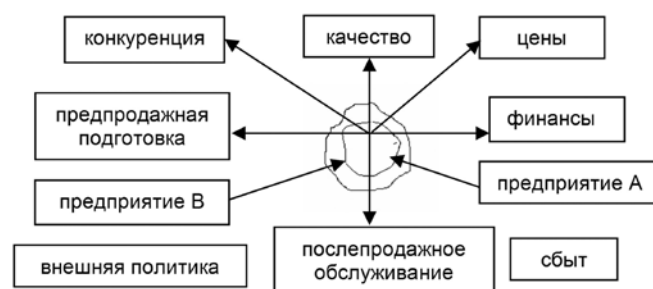 конкуренция
качество
цены
предпродажная
подготовка
финансы
предприятие В
предприятие А
внешняя политика
послепродажное
обслуживание
сбыт